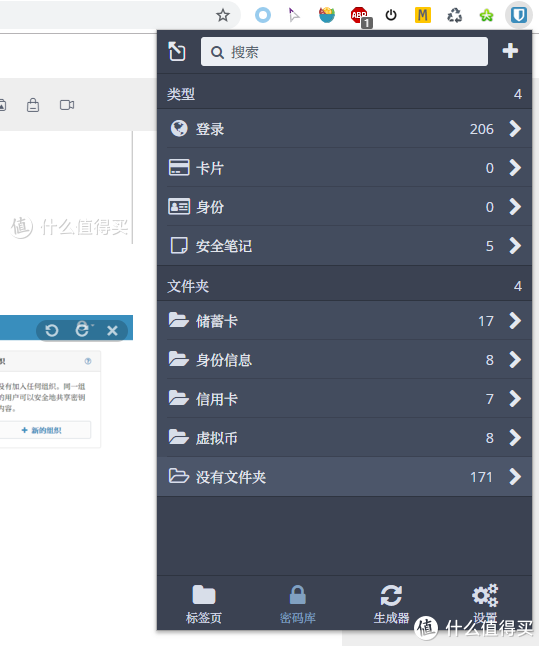 ABP
1
M
搜索
类型 4
登录 206
卡片 0
身份 0
安全笔记 5
文件夹 4
储蓄卡 17
身份信息 8
信用卡 7
虚拟币 8
没有文件夹 171
标签页 密码库 生成器 设置
值 什么值得买
织
没有加入任何组织。同一组
的用户可以安全地共享密钥
内容。
+ 新的组织
值 什么值得买